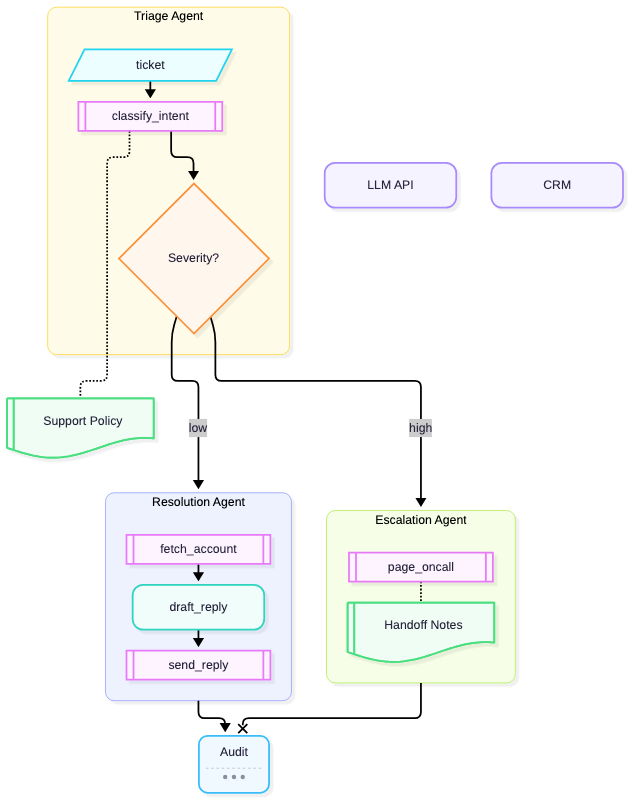 Triage Agent
ticket
classify_intent
LLM API
CRM
Severity?
Support Policy
low
high
Resolution Agent
fetch_account
draft_reply
send_reply
Escalation Agent
page_oncall
Handoff Notes
Audit